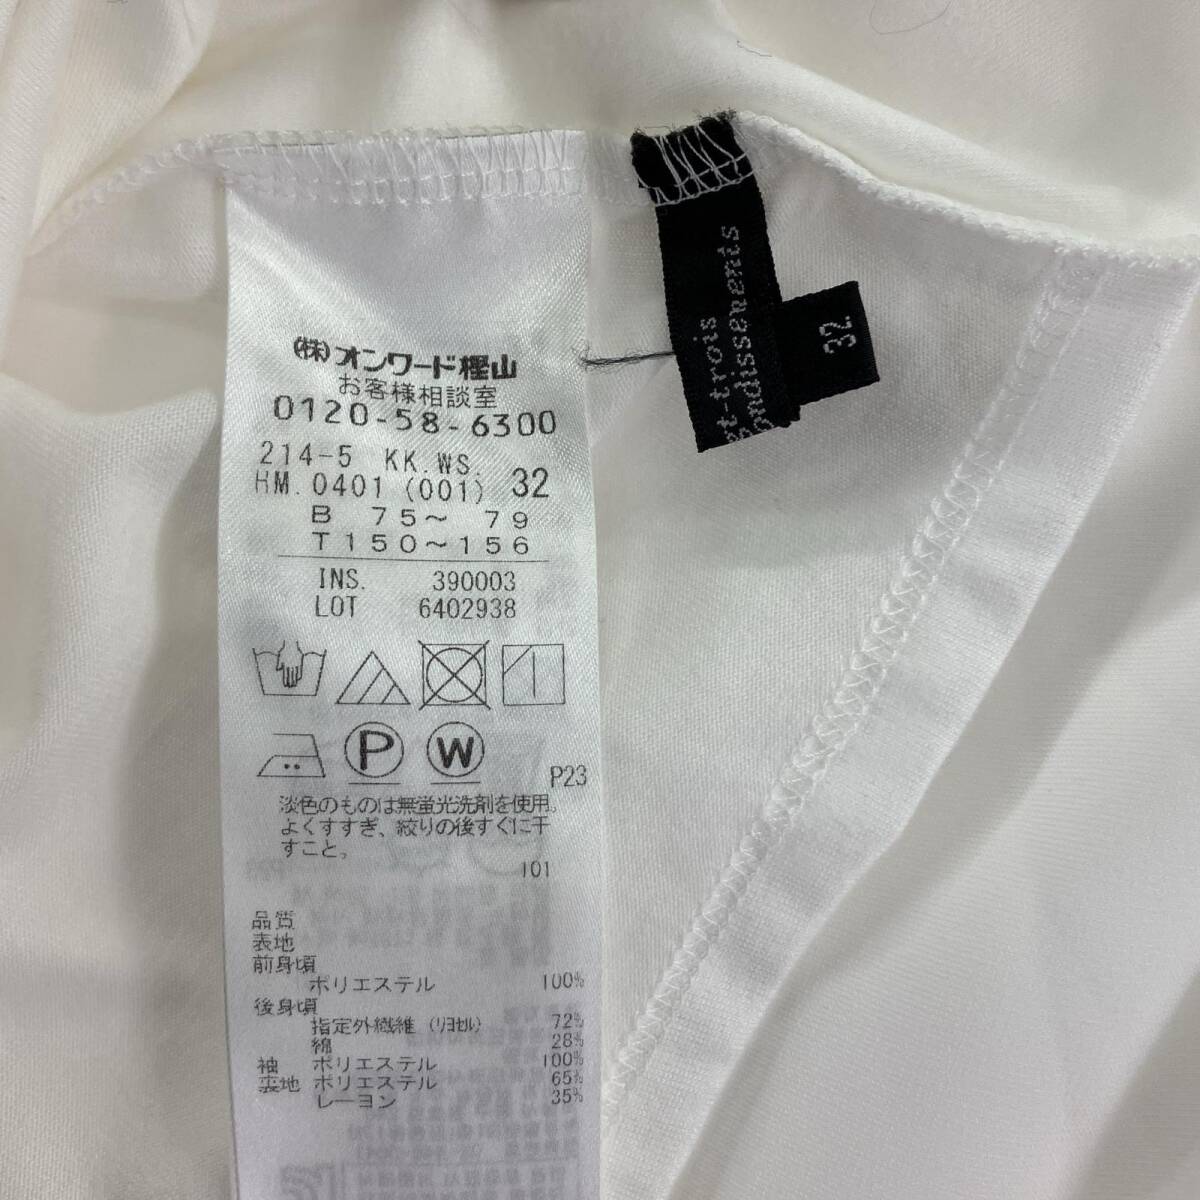 (株)オンワード樫山
お客様相談室
0120-58-6300
214-5 KK.WS.
HM.0401(001) 32
B 75～ 79
T150～156
INS. 390003
LOT 6402938
P
W
P23
淡色のものは無蛍光洗剤を使用。
よくすすぎ、絞りの後すぐに干
すこと。
101
品質
表地
前身頃
ポリエステル 100%
後身頃
指定外繊維(リヨセル) 72%
綿 28%
袖 ポリエステル 100%
裏地 ポリエステル 65%
レーヨン 35%
t-trois
ondissements
32